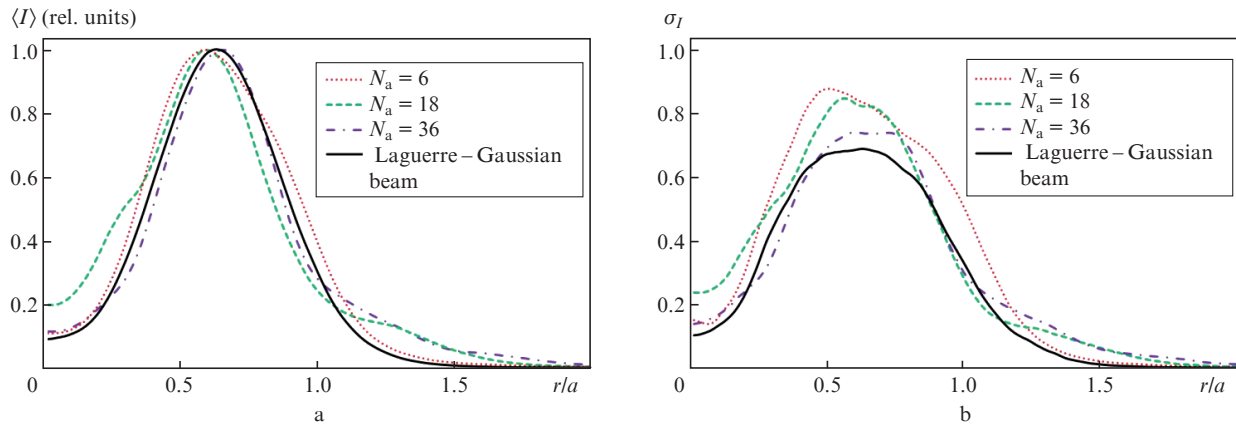 ⟨I⟩ (rel. units)
1.0
0.8
0.6
0.4
0.2
0
0.5
1.0
1.5
r/a
N_a = 6
N_a = 18
N_a = 36
Laguerre – Gaussian
beam
a
σ_I
1.0
0.8
0.6
0.4
0.2
0
0.5
1.0
1.5
r/a
N_a = 6
N_a = 18
N_a = 36
Laguerre – Gaussian
beam
b